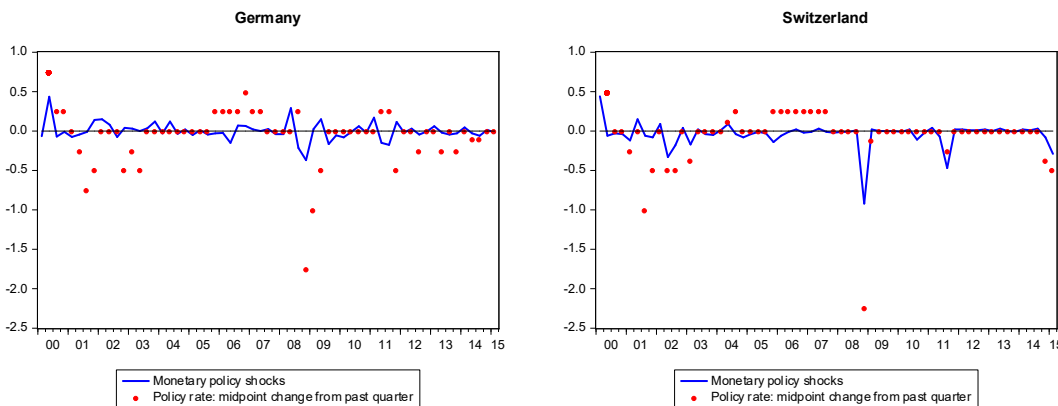 Germany
1.0
0.5
0.0
-0.5
-1.0
-1.5
-2.0
-2.5
00 01 02 03 04 05 06 07 08 09 10 11 12 13 14 15
Monetary policy shocks
Policy rate: midpoint change from past quarter
Switzerland
1.0
0.5
0.0
-0.5
-1.0
-1.5
-2.0
-2.5
00 01 02 03 04 05 06 07 08 09 10 11 12 13 14 15
Monetary policy shocks
Policy rate: midpoint change from past quarter